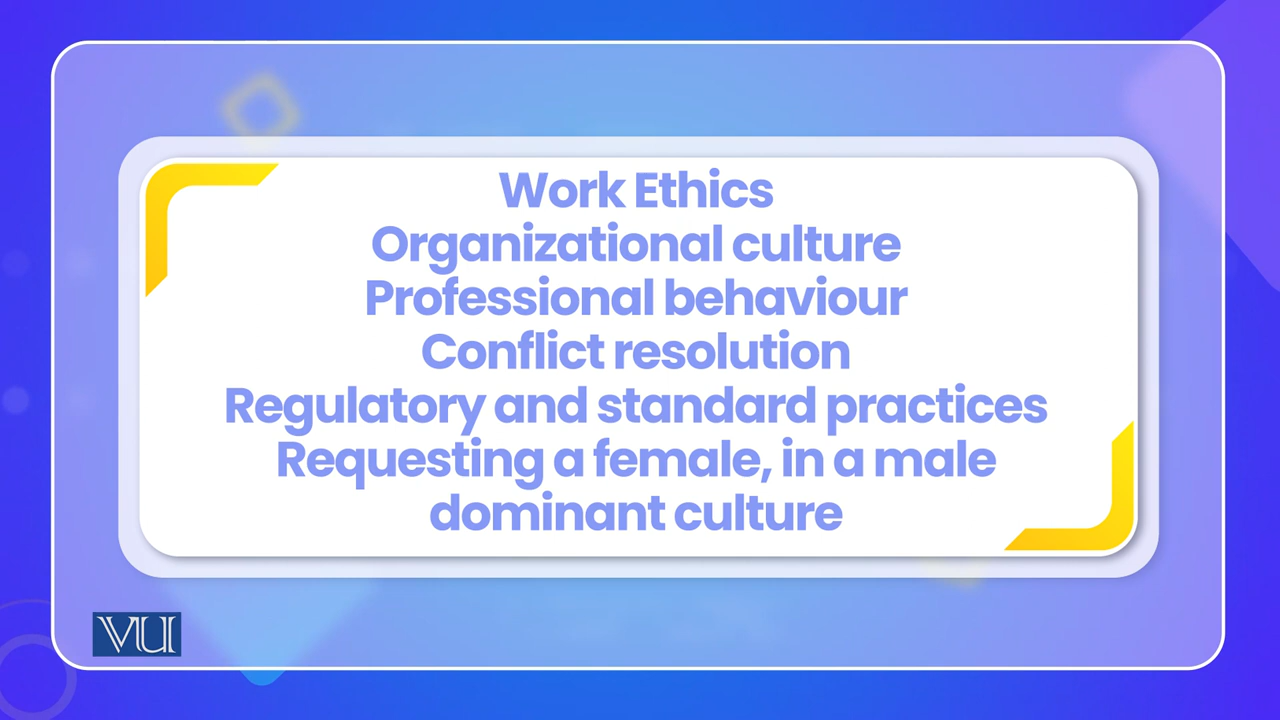 Work Ethics
Organizational culture
Professional behaviour
Conflict resolution
Regulatory and standard practices
Requesting a female, in a male
dominant culture
VU